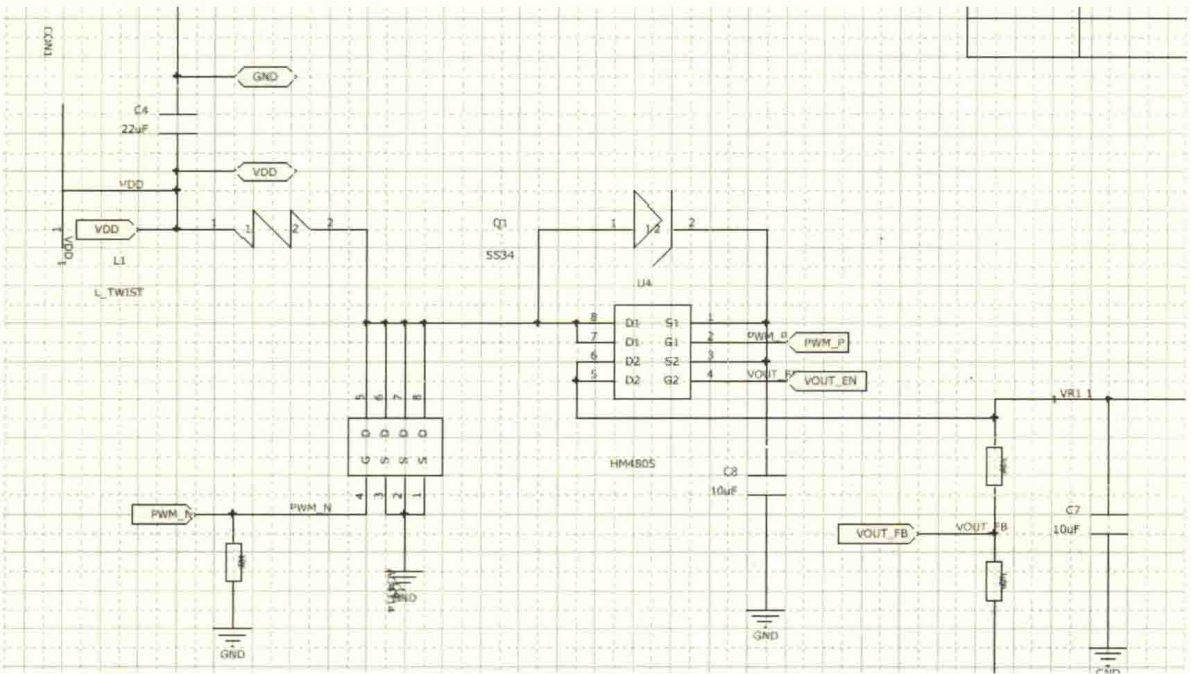 CON1
GND
C4
22uF
VDD
VDD
VDD
1
VDD_1
L1
L_TWIST
1
1
2
2
Q1
SS34
1
1
2
2
U4
8 D1 S1 1
7 D1 G1 2
6 D2 S2 3
5 D2 G2 4
PWM_P
PWM_P
VOUT_EN
HM4805
C8
10uF
GND
5 6 7 8
D D D D
G S S S
4 3 2 1
PWM_N
PWM_N
GND
GND
1
VR1_1
VOUT_FB
VOUT_FB
C7
10uF
GND